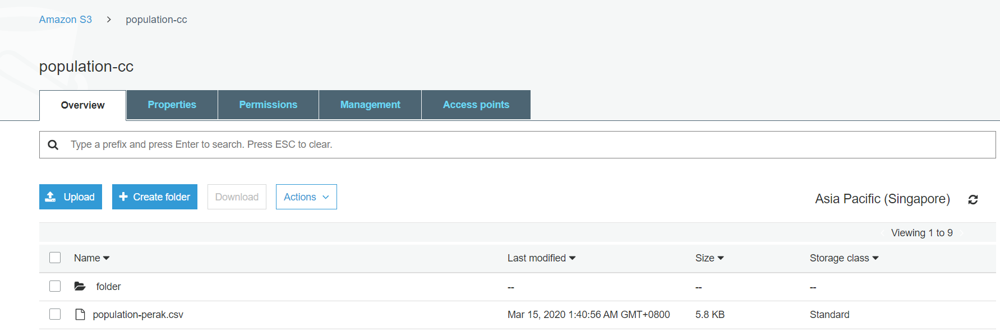 Amazon S3 > population-cc
population-cc
Overview Properties Permissions Management Access points
Type a prefix and press Enter to search. Press ESC to clear.
Upload Create folder Download Actions Asia Pacific (Singapore)
Viewing 1 to 9
Name Last modified Size Storage class
folder -- -- --
population-perak.csv Mar 15, 2020 1:40:56 AM GMT+0800 5.8 KB Standard